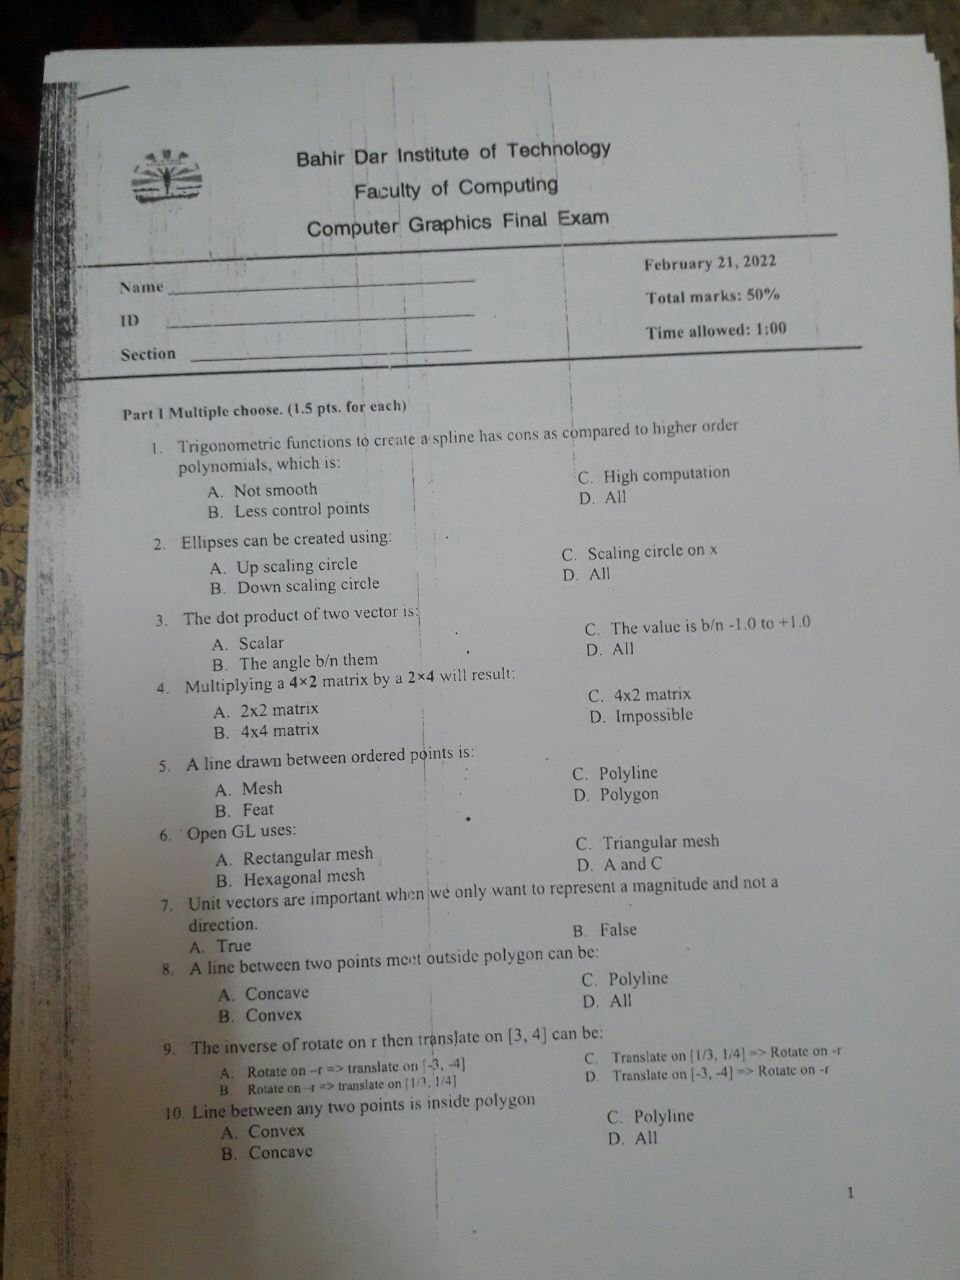 Bahir Dar Institute of Technology
Faculty of Computing
Computer Graphics Final Exam
February 21, 2022
Name
Total marks: 50%
ID
Time allowed: 1:00
Section
Part I Multiple choose. (1.5 pts. for each)
1. Trigonometric functions to create a spline has cons as compared to higher order
polynomials, which is:
A. Not smooth
B. Less control points
C. High computation
D. All
2. Ellipses can be created using:
A. Up scaling circle
B. Down scaling circle
C. Scaling circle on x
D. All
3. The dot product of two vector is:
A. Scalar
B. The angle b/n them
C. The value is b/n -1.0 to +1.0
D. All
4. Multiplying a 4×2 matrix by a 2×4 will result:
A. 2x2 matrix
B. 4x4 matrix
C. 4x2 matrix
D. Impossible
5. A line drawn between ordered points is:
A. Mesh
B. Feat
C. Polyline
D. Polygon
6. Open GL uses:
A. Rectangular mesh
B. Hexagonal mesh
C. Triangular mesh
D. A and C
7. Unit vectors are important when we only want to represent a magnitude and not a
direction.
A. True
B. False
8. A line between two points meet outside polygon can be:
A. Concave
B. Convex
C. Polyline
D. All
9. The inverse of rotate on r then translate on [3, 4] can be:
A. Rotate on –r => translate on [-3, -4]
B. Rotate on –r => translate on [1/3, 1/4]
C. Translate on [1/3, 1/4] => Rotate on -r
D. Translate on [-3, -4] => Rotate on -r
10. Line between any two points is inside polygon
A. Convex
B. Concave
C. Polyline
D. All
1